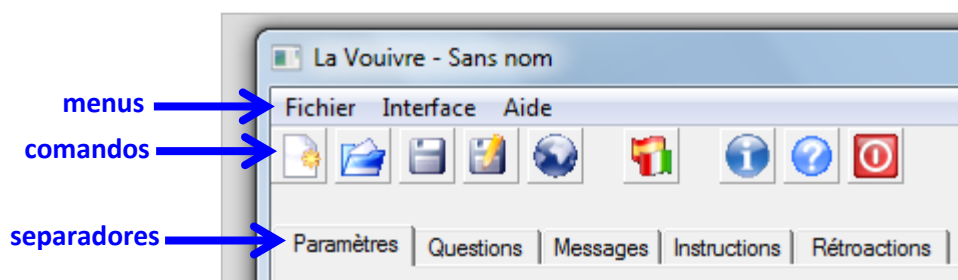 La Vouivre - Sans nom
menus
Fichier Interface Aide
comandos
separadores
Paramètres Questions Messages Instructions Rétroactions